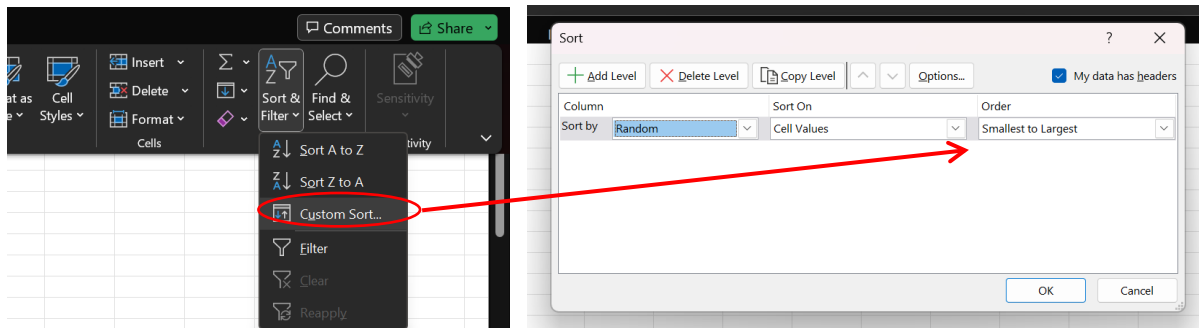 Comments Share
Insert
Delete
Format
Cells
at as
Cell
Styles
Sort &
Filter
Find &
Select
Sensitivity
Sort A to Z
Sort Z to A
Custom Sort...
Filter
Clear
Reapply
Sort ? 
Add Level Delete Level Copy Level Options... My data has headers
Column Sort On Order
Sort by Random Cell Values Smallest to Largest
OK Cancel